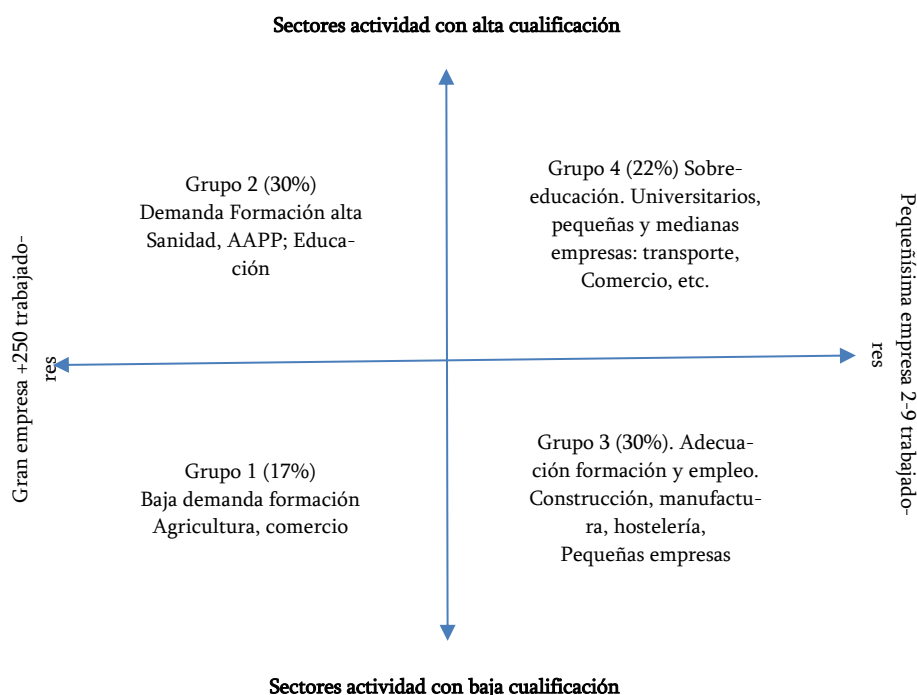 Sectores actividad con alta cualificación
Grupo 2 (30%)
Demanda Formación alta
Sanidad, AAPP; Educa-
ción
Grupo 4 (22%) Sobre-
educación. Universitarios,
pequeñas y medianas
empresas: transporte,
Comercio, etc.
Gran empresa +250 trabajado-
res
Pequeñísima empresa 2-9 trabajado-
res
Grupo 1 (17%)
Baja demanda formación
Agricultura, comercio
Grupo 3 (30%). Adecua-
ción formación y empleo.
Construcción, manufactu-
ra, hostelería,
Pequeñas empresas
Sectores actividad con baja cualificación